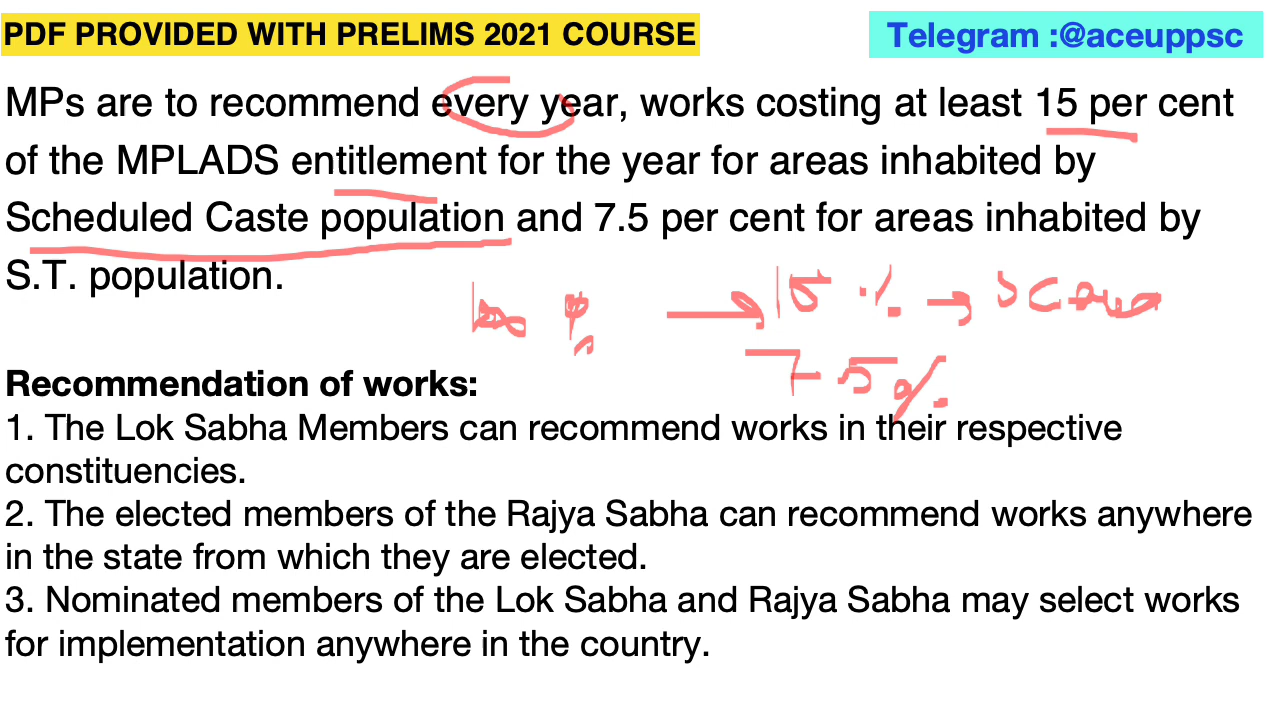 PDF PROVIDED WITH PRELIMS 2021 COURSE
Telegram :@aceuppsc
MPs are to recommend every year, works costing at least 15 per cent
of the MPLADS entitlement for the year for areas inhabited by
Scheduled Caste population and 7.5 per cent for areas inhabited by
S.T. population.
→ 15 % → SC
7.5%
Recommendation of works:
1. The Lok Sabha Members can recommend works in their respective
constituencies.
2. The elected members of the Rajya Sabha can recommend works anywhere
in the state from which they are elected.
3. Nominated members of the Lok Sabha and Rajya Sabha may select works
for implementation anywhere in the country.